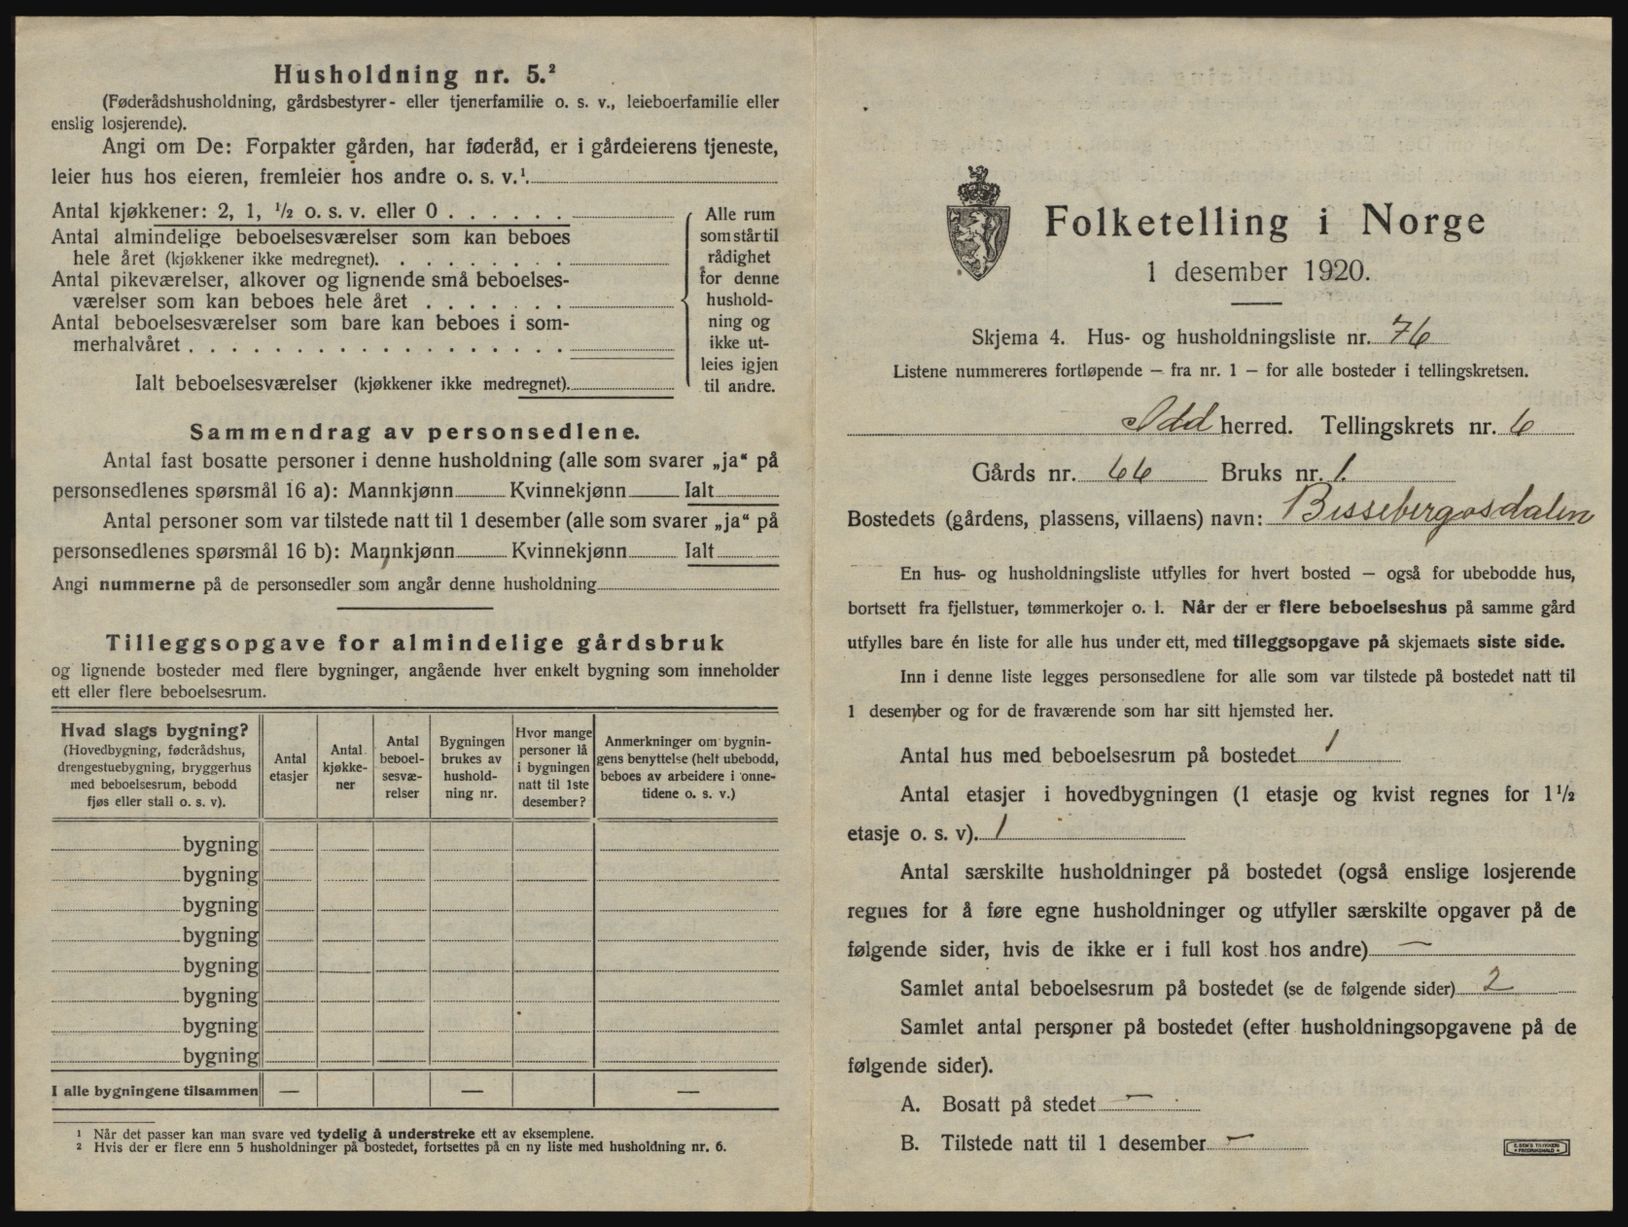 Husholdning nr. 5.²
(Føderådshusholdning, gårdsbestyrer- eller tjenerfamilie o. s. v., leieboerfamilie eller
enslig losjerende).
Angi om De: Forpakter gården, har føderåd, er i gårdeierens tjeneste,
leier hus hos eieren, fremleier hos andre o. s. v.¹.
Antal kjøkkener: 2, 1, ½ o. s. v. eller 0 . . . . . .
Antal almindelige beboelsesværelser som kan beboes
hele året (kjøkkener ikke medregnet). . . . . . . . .
Antal pikeværelser, alkover og lignende små beboelses-
værelser som kan beboes hele året . . . . . . .
Antal beboelsesværelser som bare kan beboes i som-
merhalvåret . . . . . . . . . . . . . . . . . .
Ialt beboelsesværelser (kjøkkener ikke medregnet).
Alle rum
som står til
rådighet
for denne
hushold-
ning og
ikke ut-
leies igjen
til andre.
Sammendrag av personsedlene.
Antal fast bosatte personer i denne husholdning (alle som svarer „ja“ på
personsedlenes spørsmål 16 a): Mannkjønn Kvinnekjønn Ialt
Antal personer som var tilstede natt til 1 desember (alle som svarer „ja“ på
personsedlenes spørsmål 16 b): Mannkjønn Kvinnekjønn Ialt
Angi nummerne på de personsedler som angår denne husholdning
Tilleggsopgave for almindelige gårdsbruk
og lignende bosteder med flere bygninger, angående hver enkelt bygning som inneholder
ett eller flere beboelsesrum.
Hvad slags bygning?
(Hovedbygning, føderådshus,
drengestuebygning, bryggerhus
med beboelsesrum, bebodd
fjøs eller stall o. s. v).
Antal
etasjer
Antal
kjøkke-
ner
Antal
beboel-
sesvæ-
relser
Bygningen
brukes av
hushold-
ning nr.
Hvor mange
personer lå
i bygningen
natt til 1ste
desember?
Anmerkninger om bygnin-
gens benyttelse (helt ubebodd,
beboes av arbeidere i onne-
tidene o. s. v.)
bygning
bygning
bygning
bygning
bygning
bygning
bygning
bygning
I alle bygningene tilsammen — — —
¹ Når det passer kan man svare ved tydelig å understreke ett av eksemplene.
² Hvis der er flere enn 5 husholdninger på bostedet, fortsettes på en ny liste med husholdning nr. 6.
Folketelling i Norge
1 desember 1920.
Skjema 4. Hus- og husholdningsliste nr. 76
Listene nummereres fortløpende — fra nr. 1 — for alle bosteder i tellingskretsen.
Idd herred. Tellingskrets nr. 6
Gårds nr. 66 Bruks nr. 1.
Bostedets (gårdens, plassens, villaens) navn: Bissebergosdalen
En hus- og husholdningsliste utfylles for hvert bosted — også for ubebodde hus,
bortsett fra fjellstuer, tømmerkojer o. l. Når der er flere beboelseshus på samme gård
utfylles bare én liste for alle hus under ett, med tilleggsopgave på skjemaets siste side.
Inn i denne liste legges personsedlene for alle som var tilstede på bostedet natt til
1 desember og for de fraværende som har sitt hjemsted her.
Antal hus med beboelsesrum på bostedet 1
Antal etasjer i hovedbygningen (1 etasje og kvist regnes for 1½
etasje o. s. v). 1
Antal særskilte husholdninger på bostedet (også enslige losjerende
regnes for å føre egne husholdninger og utfyller særskilte opgaver på de
følgende sider, hvis de ikke er i full kost hos andre) —
Samlet antal beboelsesrum på bostedet (se de følgende sider) 2
Samlet antal personer på bostedet (efter husholdningsopgavene på de
følgende sider).
A. Bosatt på stedet —
B. Tilstede natt til 1 desember —